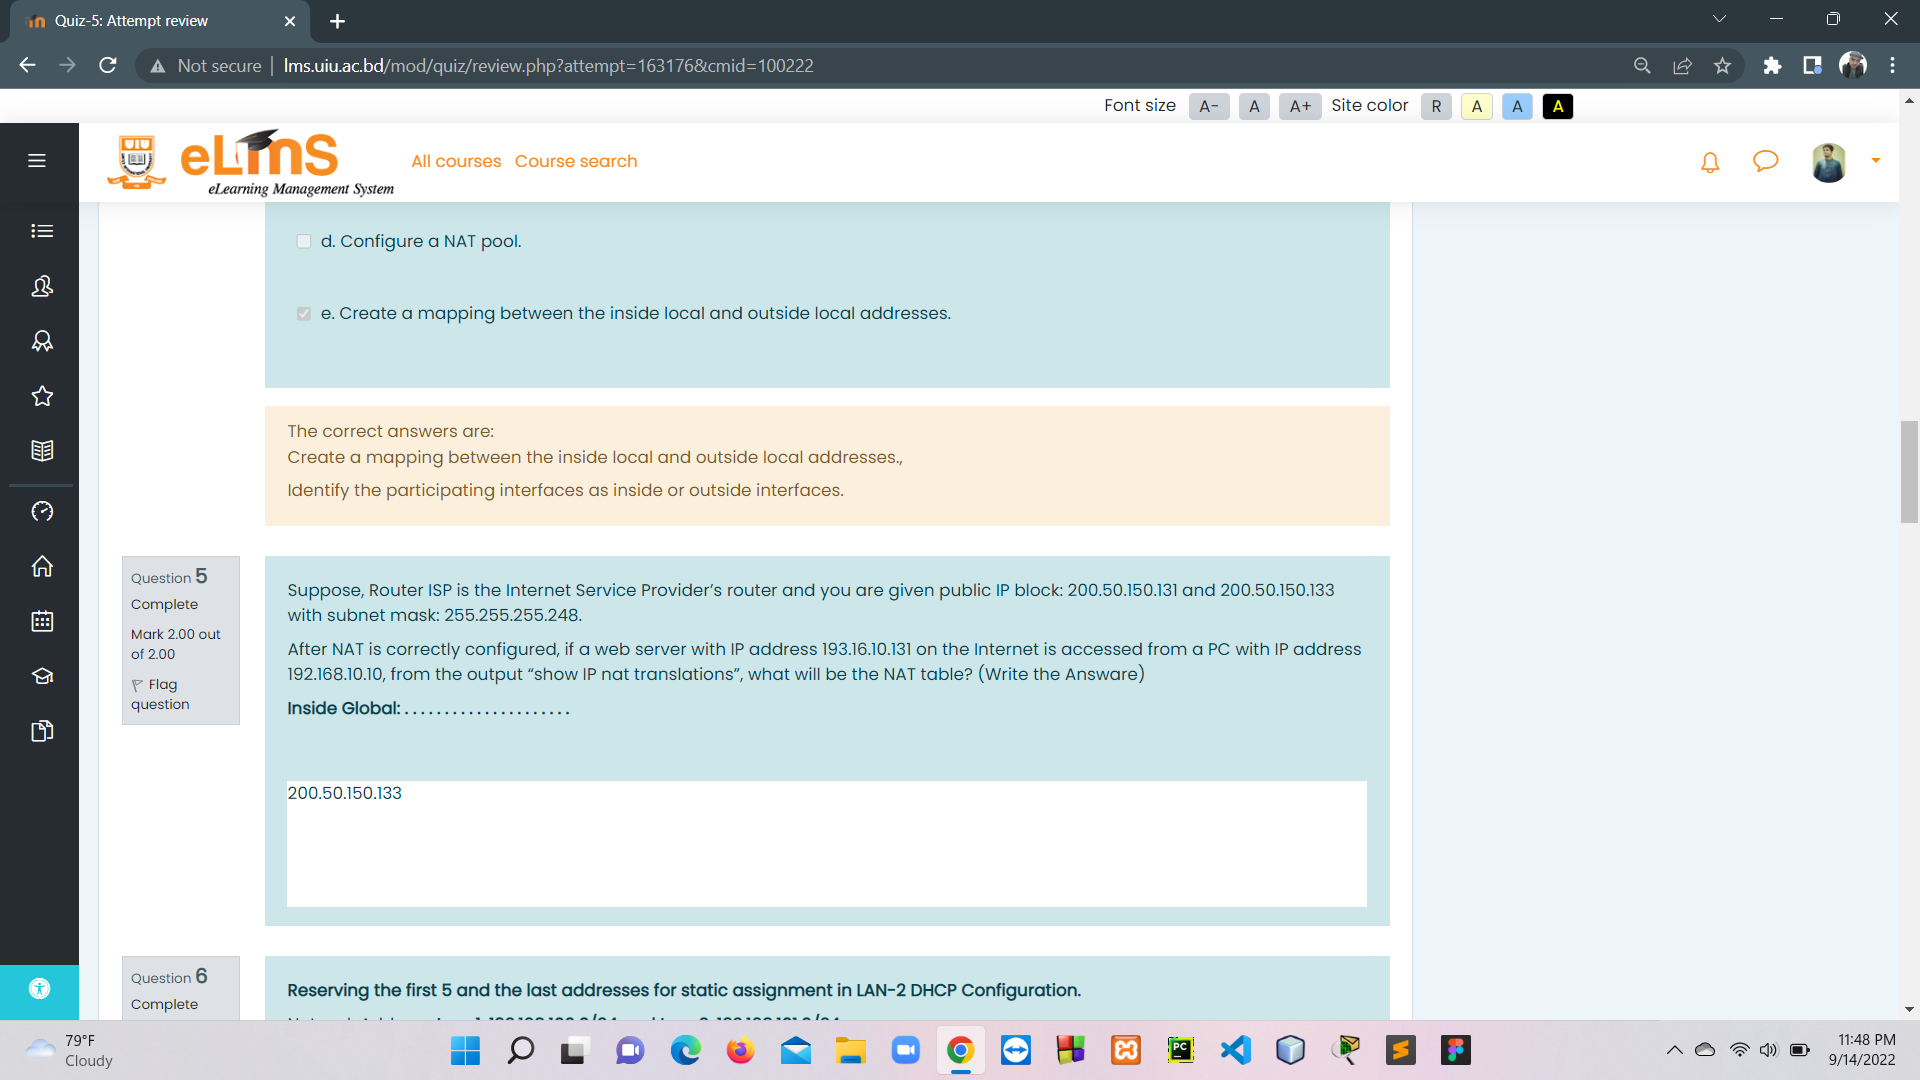 Quiz-5: Attempt review
Not secure | lms.uiu.ac.bd/mod/quiz/review.php?attempt=163176&cmid=100222
Font size A- A A+ Site color R A A A
UIU
eLmS
eLearning Management System
All courses Course search
d. Configure a NAT pool.
e. Create a mapping between the inside local and outside local addresses.
The correct answers are:
Create a mapping between the inside local and outside local addresses.,
Identify the participating interfaces as inside or outside interfaces.
Question 5
Complete
Mark 2.00 out
of 2.00
Flag
question
Suppose, Router ISP is the Internet Service Provider's router and you are given public IP block: 200.50.150.131 and 200.50.150.133
with subnet mask: 255.255.255.248.
After NAT is correctly configured, if a web server with IP address 193.16.10.131 on the Internet is accessed from a PC with IP address
192.168.10.10, from the output “show IP nat translations”, what will be the NAT table? (Write the Answare)
Inside Global: . . . . . . . . . . . . . . . . . . . . .
200.50.150.133
Question 6
Complete
Reserving the first 5 and the last addresses for static assignment in LAN-2 DHCP Configuration.
79°F
Cloudy
PC
11:48 PM
9/14/2022